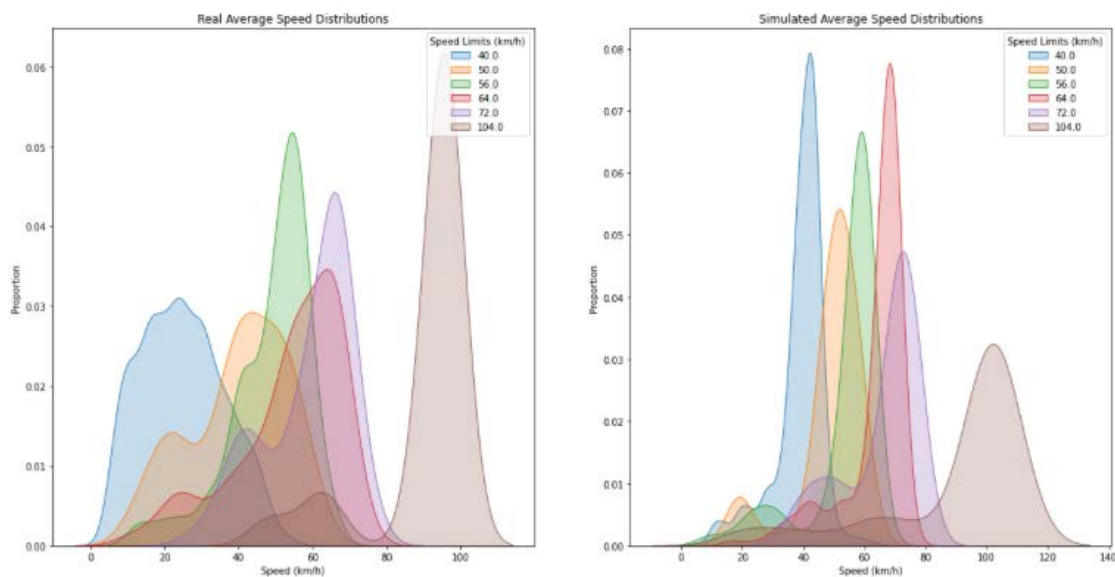 Real Average Speed Distributions
Speed Limits (km/h)
40.0
50.0
56.0
64.0
72.0
104.0
0.06
0.05
0.04
0.03
0.02
0.01
0.00
Proportion
0 20 40 60 80 100
Speed (km/h)
Simulated Average Speed Distributions
Speed Limits (km/h)
40.0
50.0
56.0
64.0
72.0
104.0
0.08
0.07
0.06
0.05
0.04
0.03
0.02
0.01
0.00
Proportion
0 20 40 60 80 100 120 140
Speed (km/h)